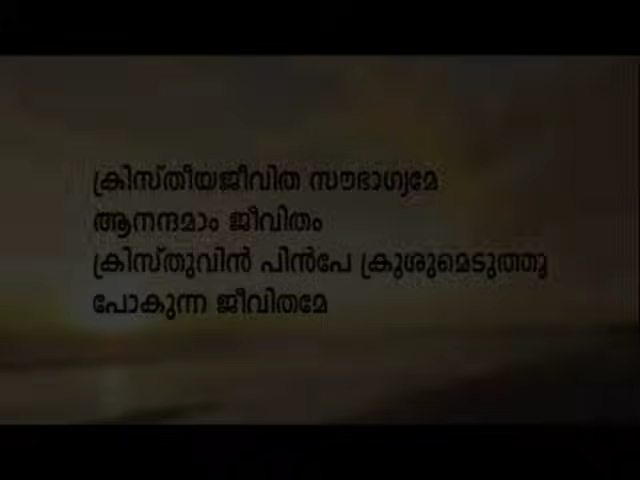 ക്രിസ്തീയജീവിത സൗഭാഗ്യമേ
ആനന്ദമാം ജീവിതം
ക്രിസ്തുവിൻ പിൻപേ ക്രുശുമെടുത്തൂ
പോകുന്ന ജീവിതമേ